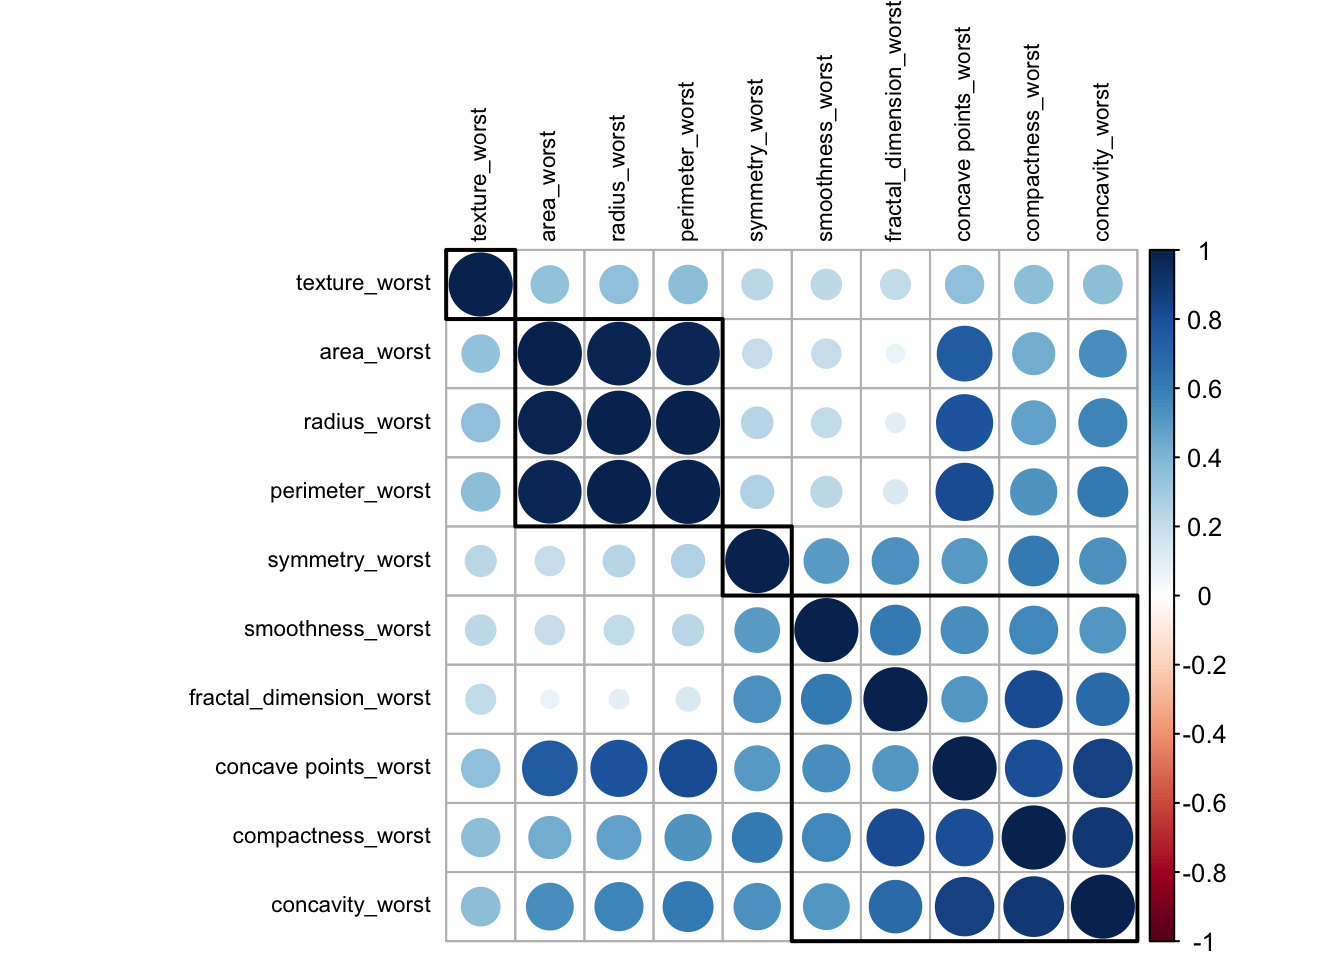 texture_worst
area_worst
radius_worst
perimeter_worst
symmetry_worst
smoothness_worst
fractal_dimension_worst
concave points_worst
compactness_worst
concavity_worst
texture_worst
area_worst
radius_worst
perimeter_worst
symmetry_worst
smoothness_worst
fractal_dimension_worst
concave points_worst
compactness_worst
concavity_worst
1
0.8
0.6
0.4
0.2
0
-0.2
-0.4
-0.6
-0.8
-1